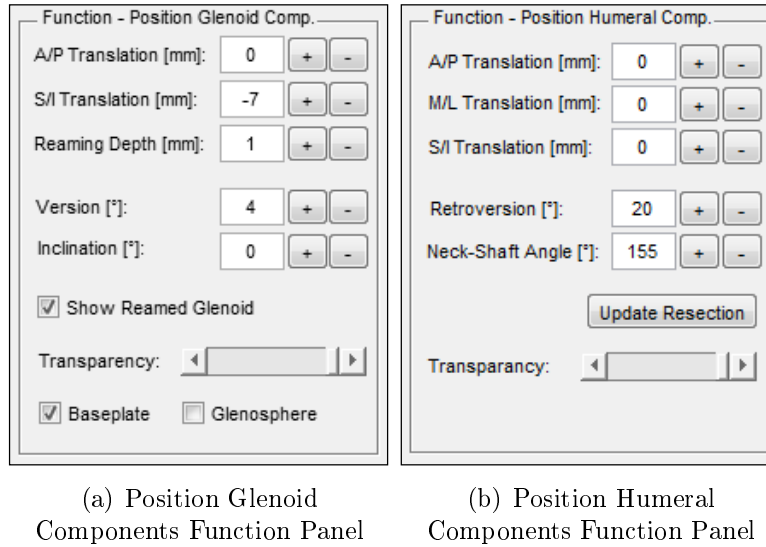 Function - Position Glenoid Comp.
A/P Translation [mm]: 0 + -
S/I Translation [mm]: -7 + -
Reaming Depth [mm]: 1 + -
Version [°]: 4 + -
Inclination [°]: 0 + -
Show Reamed Glenoid
Transparency:
Baseplate Glenosphere
(a) Position Glenoid
Components Function Panel
Function - Position Humeral Comp.
A/P Translation [mm]: 0 + -
M/L Translation [mm]: 0 + -
S/I Translation [mm]: 0 + -
Retroversion [°]: 20 + -
Neck-Shaft Angle [°]: 155 + -
Update Resection
Transparancy:
(b) Position Humeral
Components Function Panel